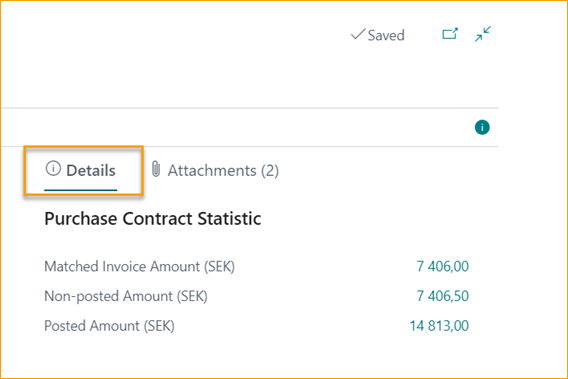 Saved
Details
Attachments (2)
Purchase Contract Statistic
Matched Invoice Amount (SEK) 7 406,00
Non-posted Amount (SEK) 7 406,50
Posted Amount (SEK) 14 813,00